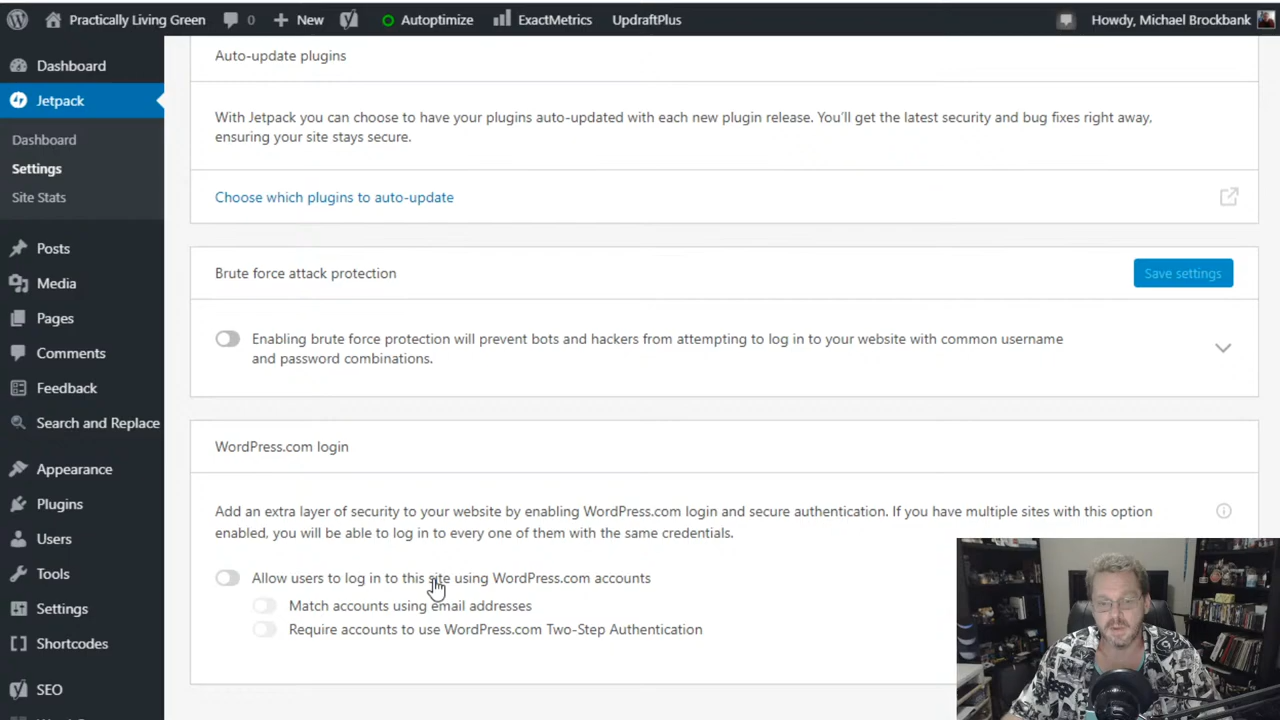 Practically Living Green 0 New Autoptimize ExactMetrics UpdraftPlus Howdy, Michael Brockbank
Dashboard
Jetpack
Dashboard
Settings
Site Stats
Posts
Media
Pages
Comments
Feedback
Search and Replace
Appearance
Plugins
Users
Tools
Settings
Shortcodes
SEO
Auto-update plugins
With Jetpack you can choose to have your plugins auto-updated with each new plugin release. You'll get the latest security and bug fixes right away,
ensuring your site stays secure.
Choose which plugins to auto-update
Brute force attack protection
Save settings
Enabling brute force protection will prevent bots and hackers from attempting to log in to your website with common username
and password combinations.
WordPress.com login
Add an extra layer of security to your website by enabling WordPress.com login and secure authentication. If you have multiple sites with this option
enabled, you will be able to log in to every one of them with the same credentials.
Allow users to log in to this site using WordPress.com accounts
Match accounts using email addresses
Require accounts to use WordPress.com Two-Step Authentication